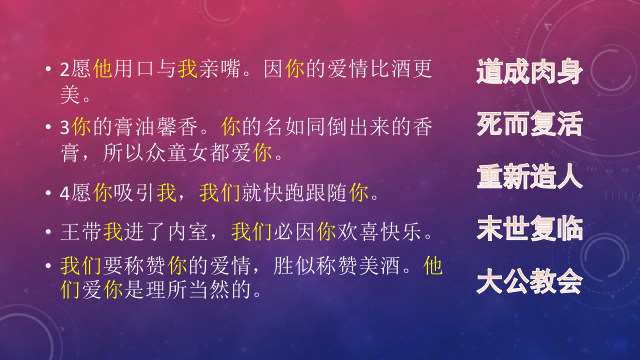 • 2愿他用口与我亲嘴。因你的爱情比酒更
美。
• 3你的膏油馨香。你的名如同倒出来的香
膏，所以众童女都爱你。
• 4愿你吸引我，我们就快跑跟随你。
• 王带我进了内室，我们必因你欢喜快乐。
• 我们要称赞你的爱情，胜似称赞美酒。他
们爱你是理所当然的。
道成肉身
死而复活
重新造人
末世复临
大公教会